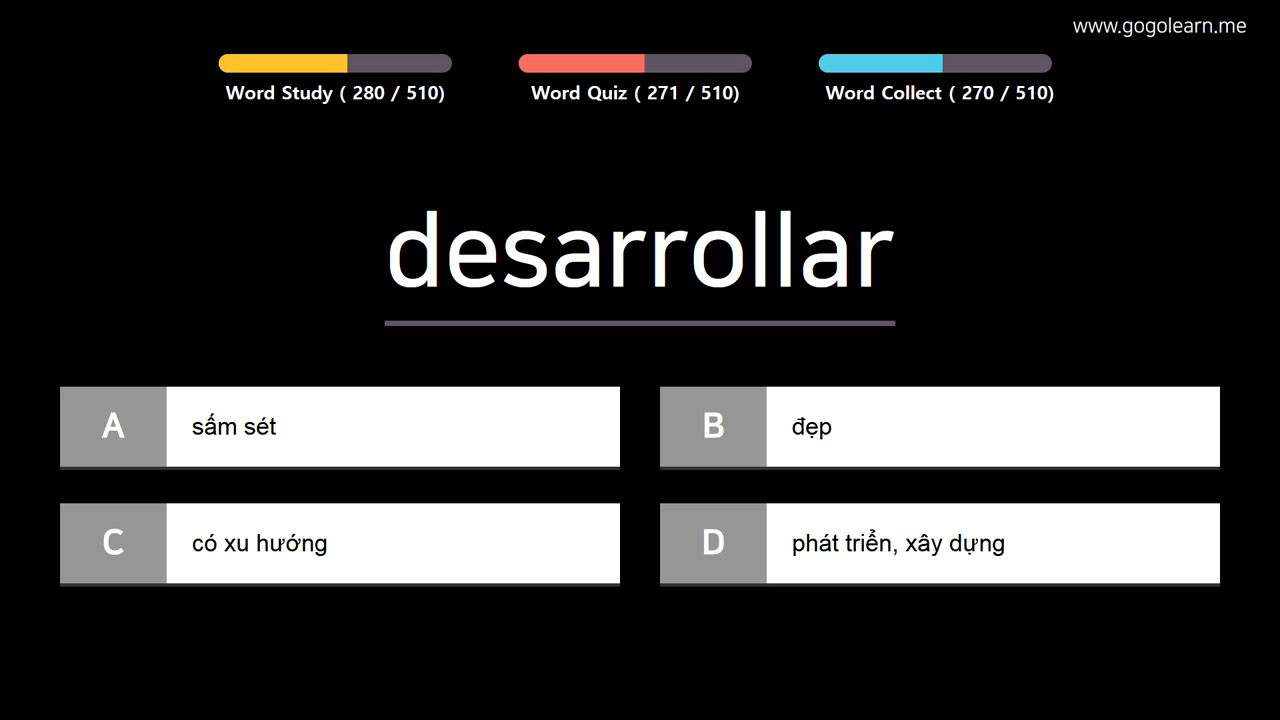 www.gogolearn.me
Word Study ( 280 / 510)
Word Quiz ( 271 / 510)
Word Collect ( 270 / 510)
desarrollar
A sấm sét
B đẹp
C có xu hướng
D phát triển, xây dựng